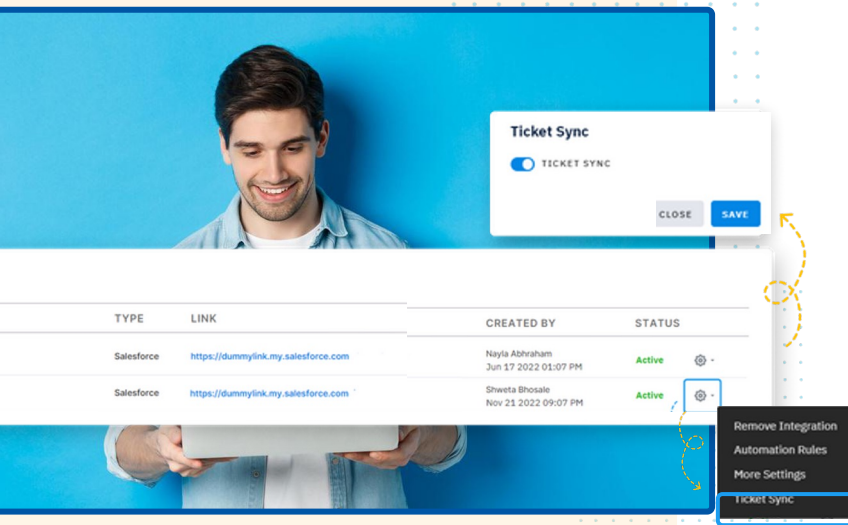 Ticket Sync
TICKET SYNC
CLOSE SAVE
TYPE LINK CREATED BY STATUS
Salesforce https://dummylink.my.salesforce.com Nayla Abhraham Active
Jun 17 2022 01:07 PM
Salesforce https://dummylink.my.salesforce.com Shweta Bhosale Active
Nov 21 2022 09:07 PM
Remove Integration
Automation Rules
More Settings
Ticket Sync